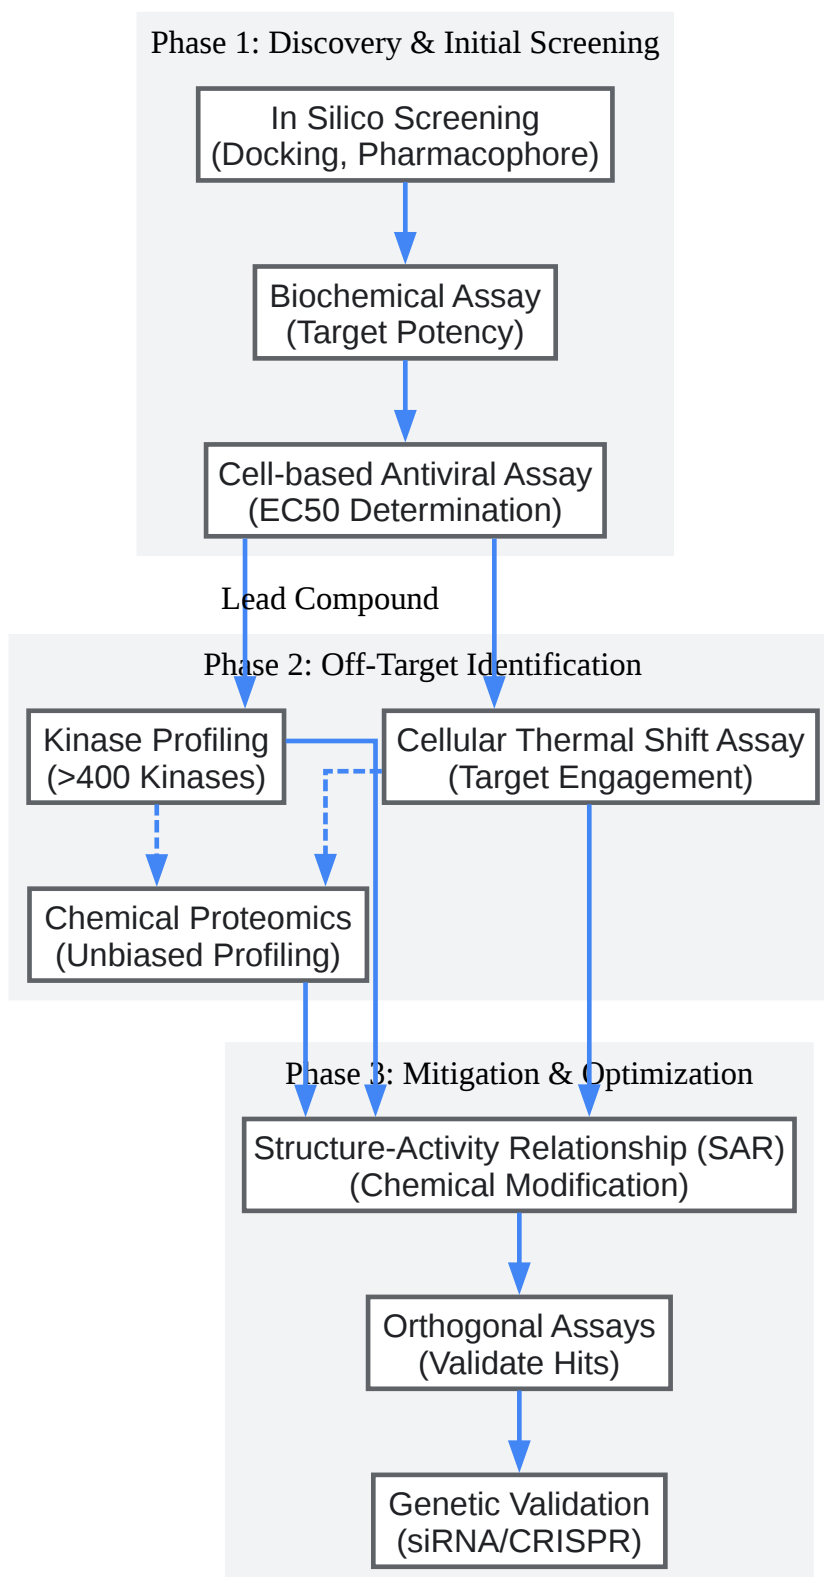 Phase 1: Discovery & Initial Screening
In Silico Screening
(Docking, Pharmacophore)
Biochemical Assay
(Target Potency)
Cell-based Antiviral Assay
(EC50 Determination)
Lead Compound
Phase 2: Off-Target Identification
Kinase Profiling
(>400 Kinases)
Cellular Thermal Shift Assay
(Target Engagement)
Chemical Proteomics
(Unbiased Profiling)
Phase 3: Mitigation & Optimization
Structure-Activity Relationship (SAR)
(Chemical Modification)
Orthogonal Assays
(Validate Hits)
Genetic Validation
(siRNA/CRISPR)